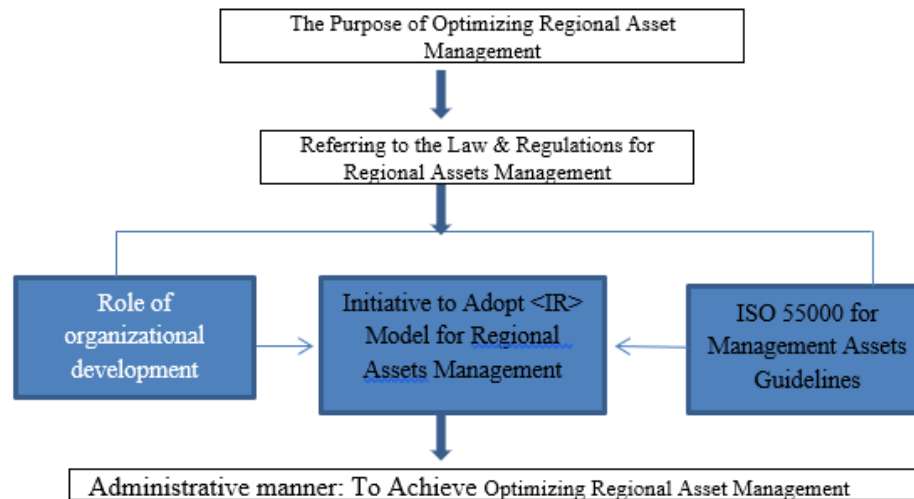 The Purpose of Optimizing Regional Asset
Management
Referring to the Law & Regulations for
Regional Assets Management
Role of
organizational
development
Initiative to Adopt <IR>
Model for Regional
Assets Management
ISO 55000 for
Management Assets
Guidelines
Administrative manner: To Achieve Optimizing Regional Asset Management